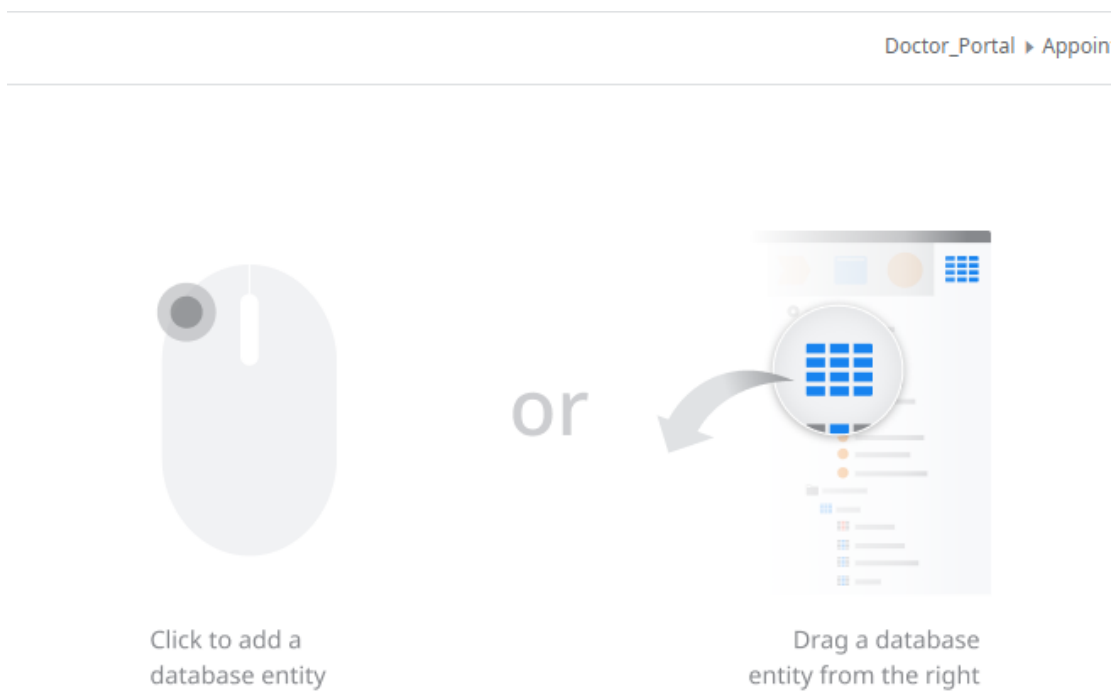 Doctor_Portal ▸ Appoin
or
Click to add a
database entity
Drag a database
entity from the right